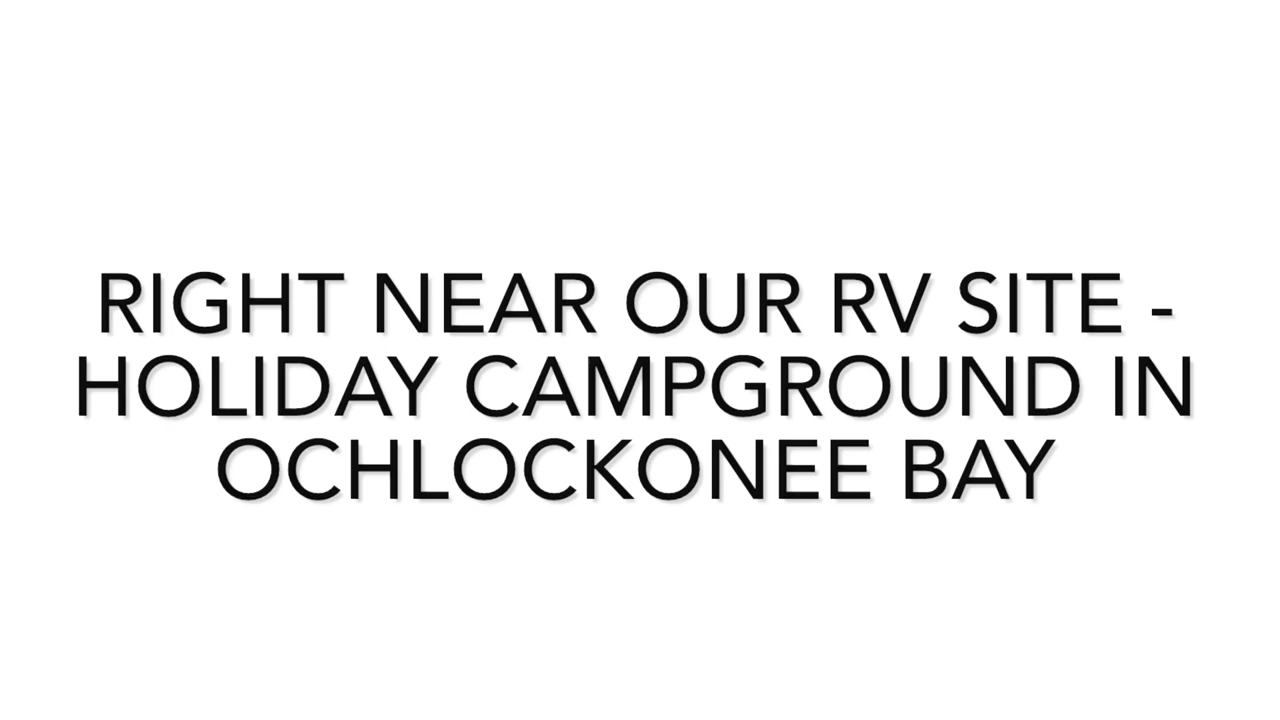 RIGHT NEAR OUR RV SITE -
HOLIDAY CAMPGROUND IN
OCHLOCKONEE BAY